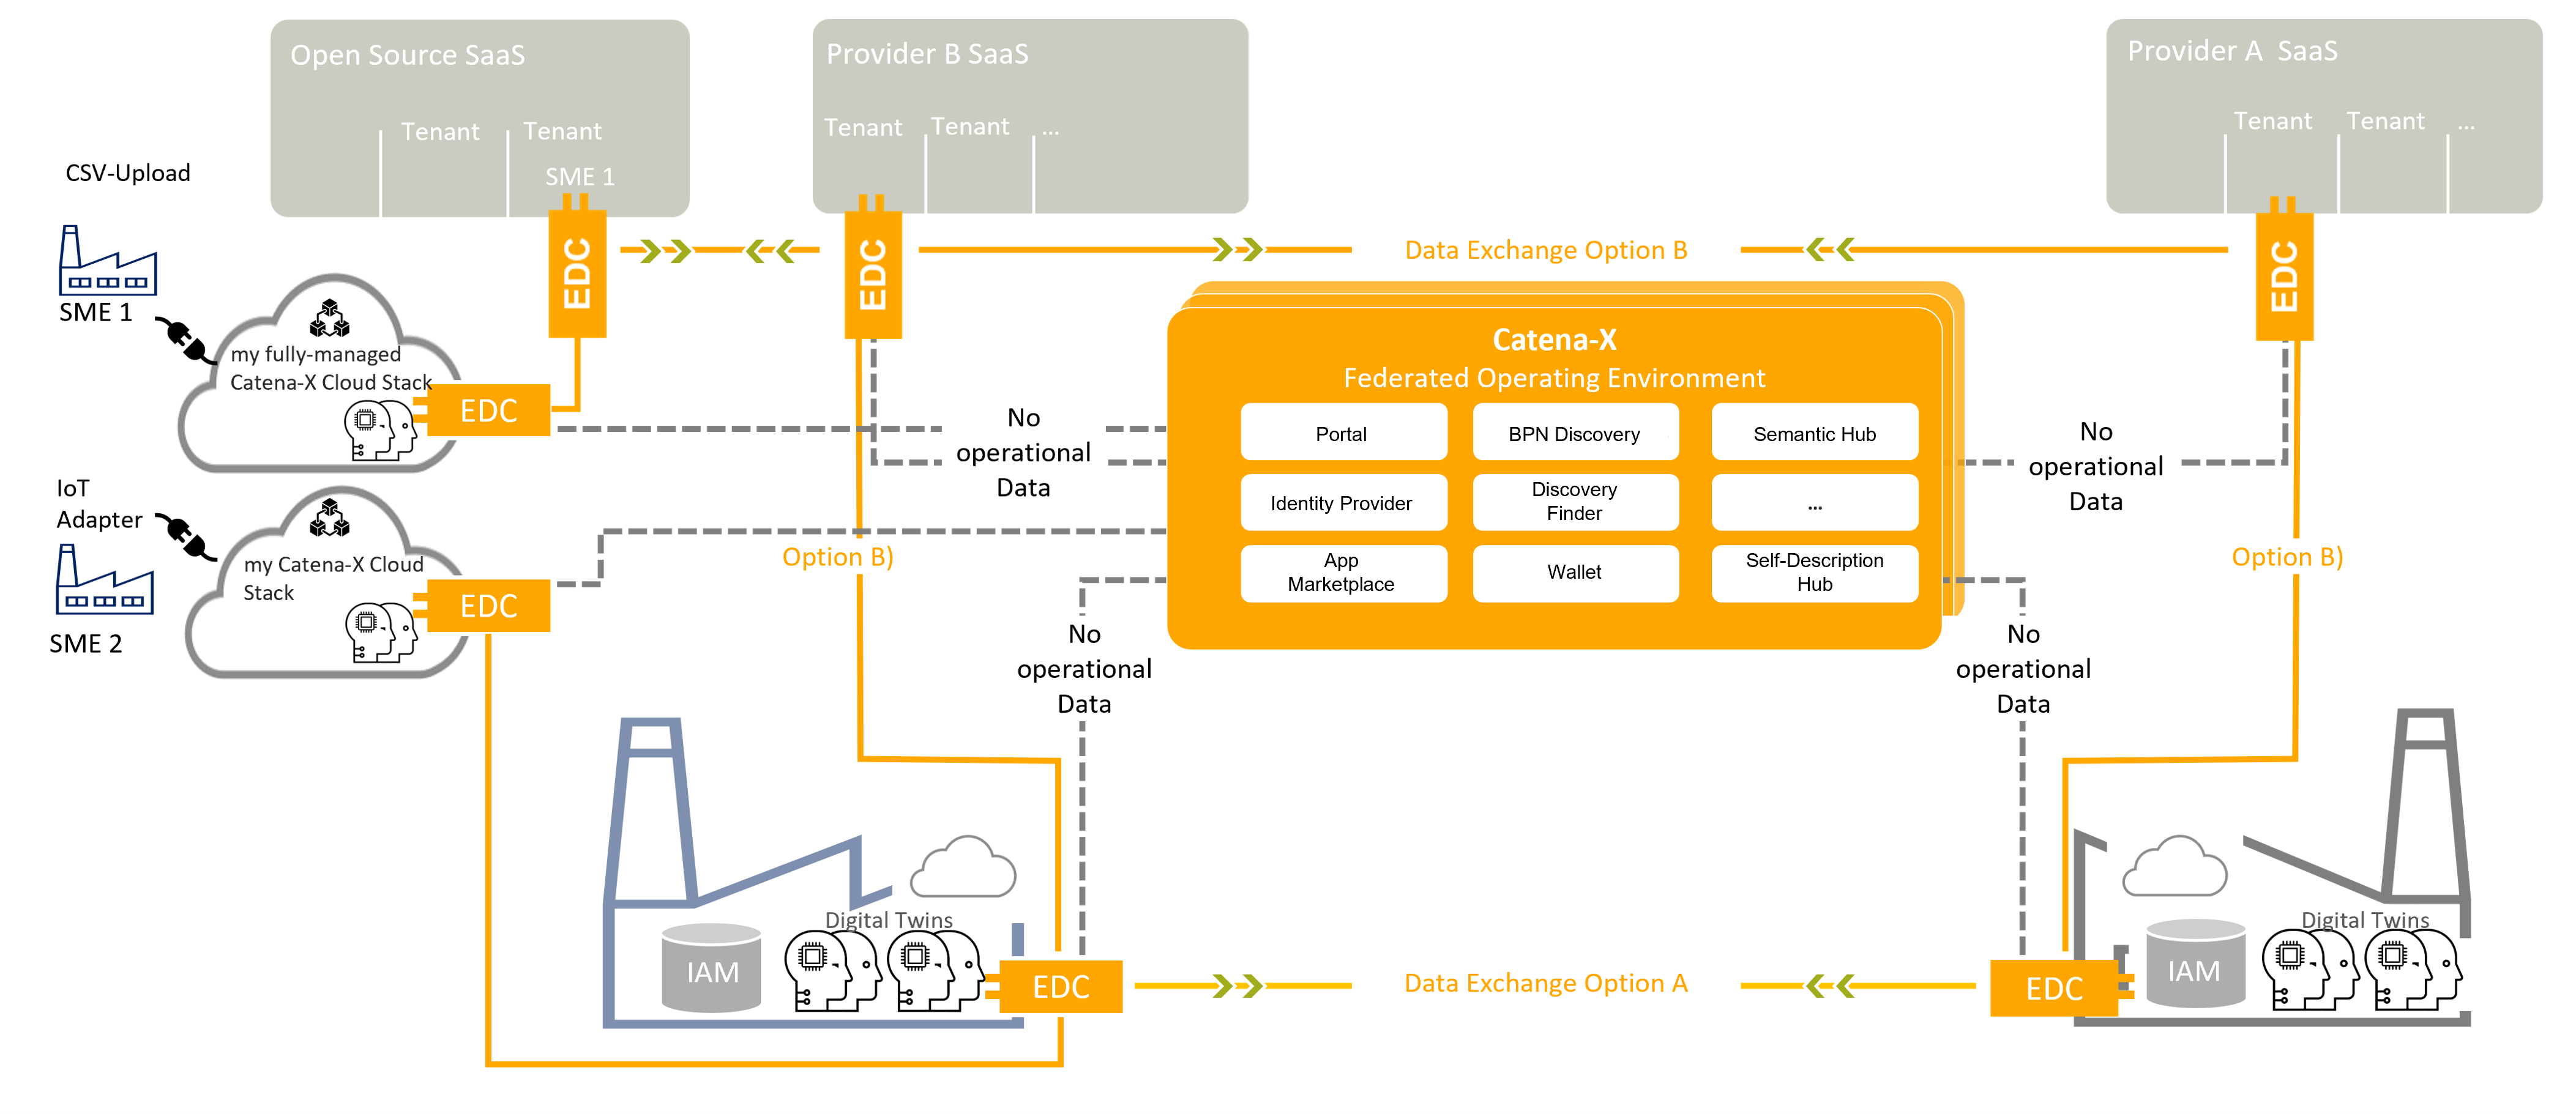 Open Source SaaS
Tenant
Tenant
SME 1
Provider B SaaS
Tenant
Tenant
...
Provider A  SaaS
Tenant
Tenant
...
CSV-Upload
SME 1
my fully-managed
Catena-X Cloud Stack
EDC
EDC
EDC
EDC
Data Exchange Option B
IoT
Adapter
SME 2
my Catena-X Cloud
Stack
EDC
No
operational
Data
Option B)
Catena-X
Federated Operating Environment
Portal
BPN Discovery
Semantic Hub
Identity Provider
Discovery
Finder
...
App
Marketplace
Wallet
Self-Description
Hub
No
operational
Data
Option B)
No
operational
Data
No
operational
Data
Digital Twins
IAM
EDC
Data Exchange Option A
EDC
Digital Twins
IAM